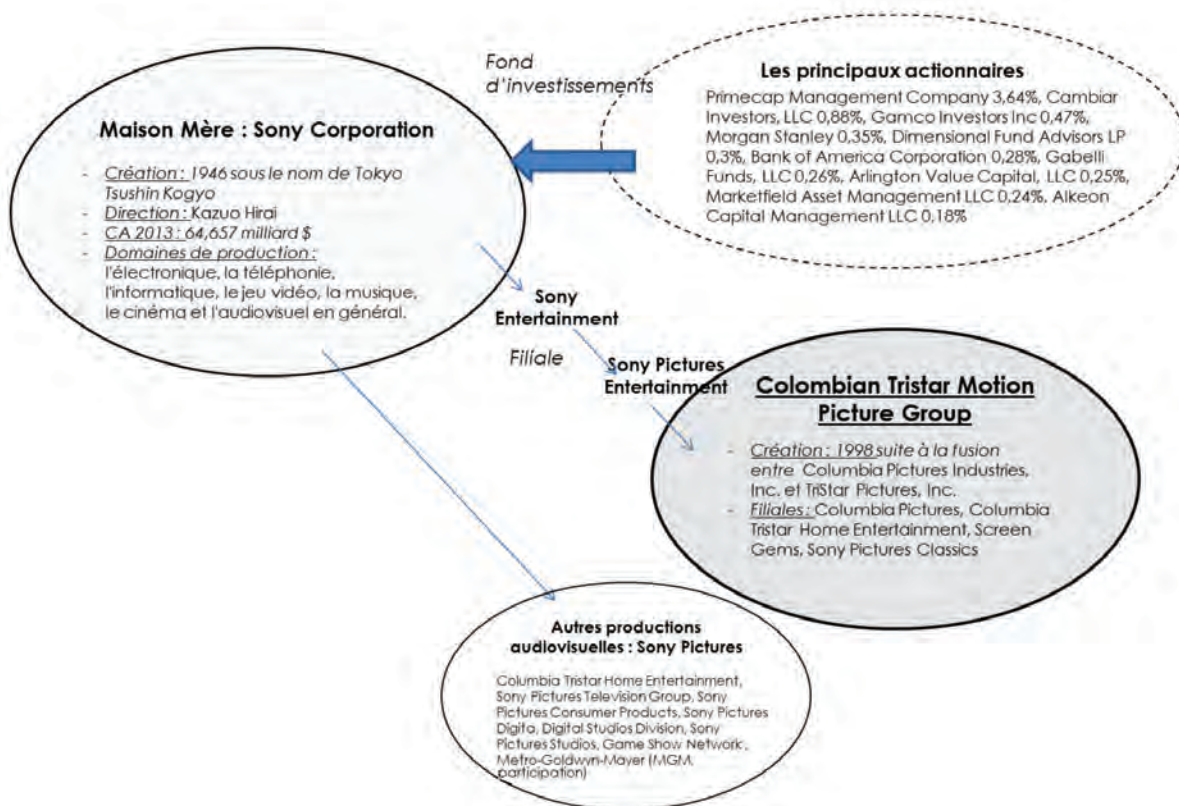 Fond
d'investissements
Les principaux actionnaires
Primecap Management Company 3,64%, Cambiar
Investors, LLC 0,88%, Gamco Investors Inc 0,47%,
Morgan Stanley 0,35%, Dimensional Fund Advisors LP
0,3%, Bank of America Corporation 0,28%, Gabelli
Funds, LLC 0,26%, Arlington Value Capital, LLC 0,25%,
Marketfield Asset Management LLC 0,24%, Alkeon
Capital Management LLC 0,18%
Maison Mère : Sony Corporation
- Création : 1946 sous le nom de Tokyo
Tsushin Kogyo
- Direction : Kazuo Hirai
- CA 2013 : 64,657 milliard $
- Domaines de production :
l'électronique, la téléphonie,
l'informatique, le jeu vidéo, la musique,
le cinéma et l'audiovisuel en général.
Sony
Entertainment
Filiale
Sony Pictures
Entertainment
Colombian Tristar Motion
Picture Group
- Création : 1998 suite à la fusion
entre Columbia Pictures Industries,
Inc. et TriStar Pictures, Inc.
- Filiales : Columbia Pictures, Columbia
Tristar Home Entertainment, Screen
Gems, Sony Pictures Classics
Autres productions
audiovisuelles : Sony Pictures
Columbia Tristar Home Entertainment,
Sony Pictures Television Group, Sony
Pictures Consumer Products, Sony Pictures
Digita, Digital Studios Division, Sony
Pictures Studios, Game Show Network,
Metro-Goldwyn-Mayer (MGM,
participation)